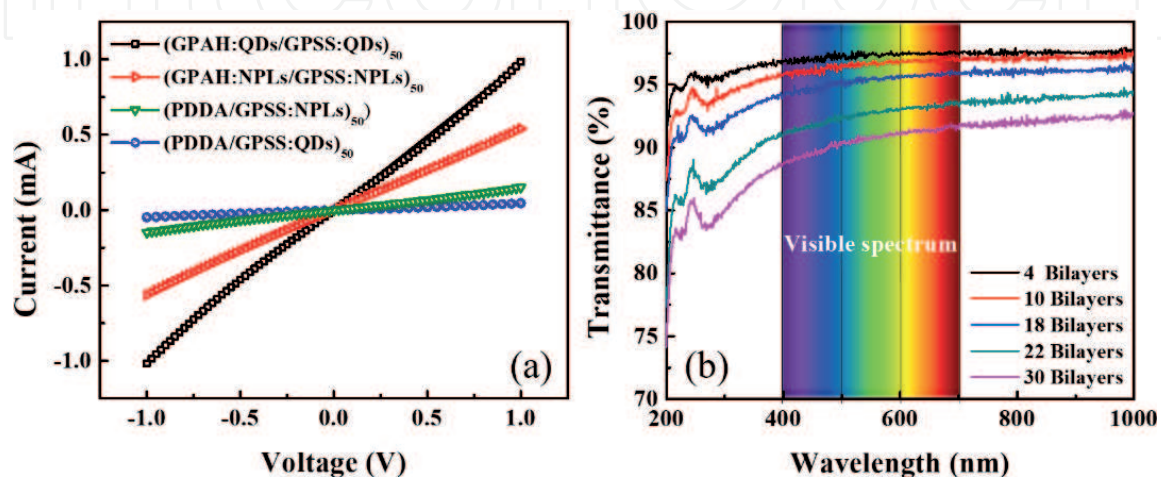 1.0
0.5
0.0
-0.5
-1.0
-1.0 -0.5 0.0 0.5 1.0
Current (mA)
Voltage (V)
(GPAH:QDs/GPSS:QDs)50
(GPAH:NPLs/GPSS:NPLs)50
(PDDA/GPSS:NPLs)50)
(PDDA/GPSS:QDs)50
(a)
100
95
90
85
80
75
70
200 400 600 800 1000
Transmittance (%)
Wavelength (nm)
Visible spectrum
4 Bilayers
10 Bilayers
18 Bilayers
22 Bilayers
30 Bilayers
(b)